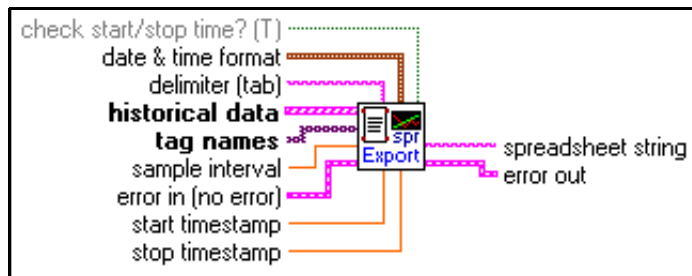 check start/stop time? (T)
date & time format
delimiter (tab)
historical data
tag names
sample interval
error in (no error)
start timestamp
stop timestamp
spr
Export
spreadsheet string
error out